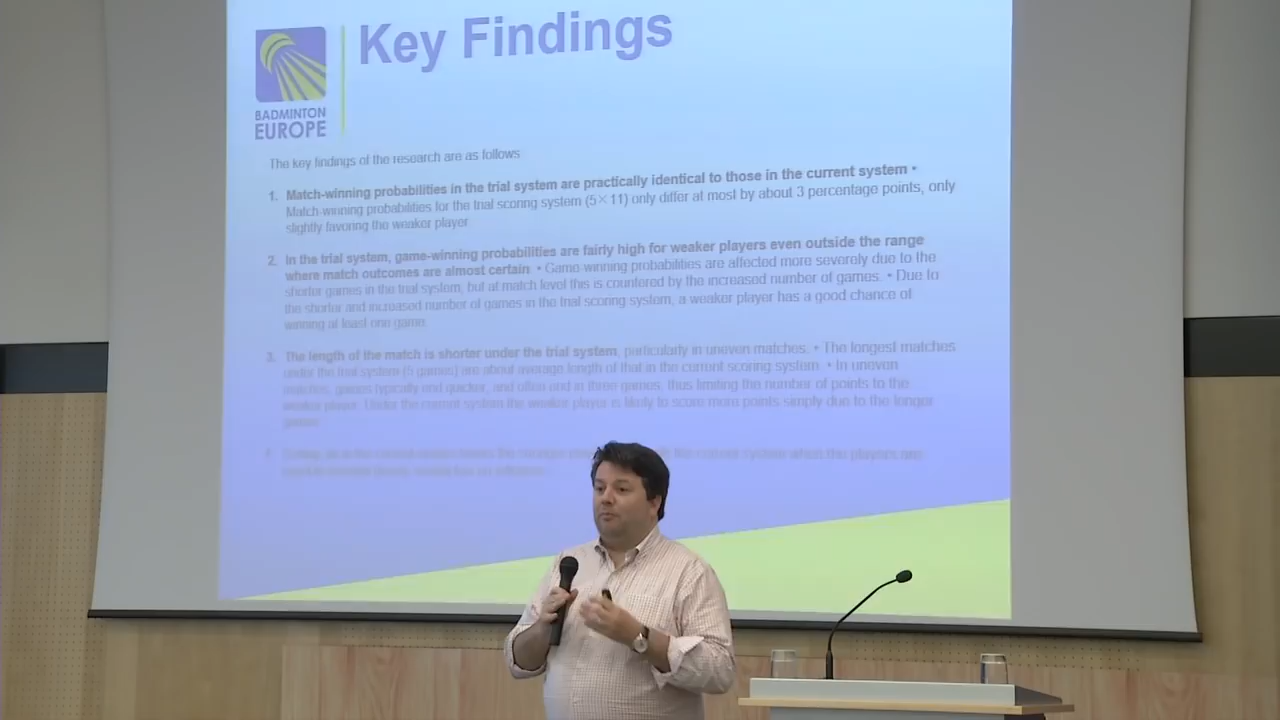 Key Findings
BADMINTON
EUROPE
The key findings of the research are as follows:
1. Match-winning probabilities in the trial system are practically identical to those in the current system •
Match-winning probabilities for the trial scoring system (5×11) only differ at most by about 3 percentage points, only
slightly favoring the weaker player
2. In the trial system, game-winning probabilities are fairly high for weaker players even outside the range
where match outcomes are almost certain • Game-winning probabilities are affected more severely due to the
shorter games in the trial system, but at match level this is countered by the increased number of games. • Due to
the shorter and increased number of games in the trial scoring system, a weaker player has a good chance of
winning at least one game.
3. The length of the match is shorter under the trial system, particularly in uneven matches. • The longest matches
under the trial system (5 games) are about average length of that in the current scoring system. • In uneven
matches, games typically end quicker, and often end in three games, thus limiting the number of points to the
weaker player. Under the current system the weaker player is likely to score more points simply due to the longer
games
the current system when the players are